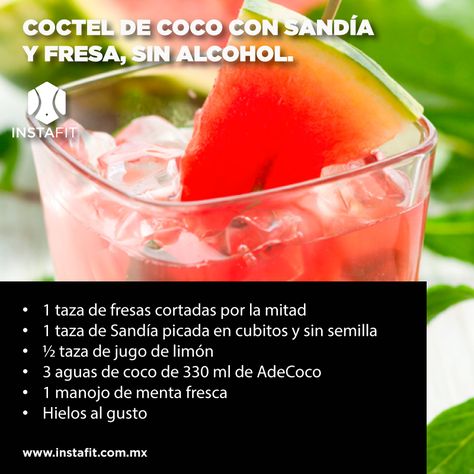 COCTEL DE COCO CON SANDÍA
Y FRESA, SIN ALCOHOL.
INSTAFIT
• 1 taza de fresas cortadas por la mitad
• 1 taza de Sandía picada en cubitos y sin semilla
• ½ taza de jugo de limón
• 3 aguas de coco de 330 ml de AdeCoco
• 1 manojo de menta fresca
• Hielos al gusto
www.instafit.com.mx